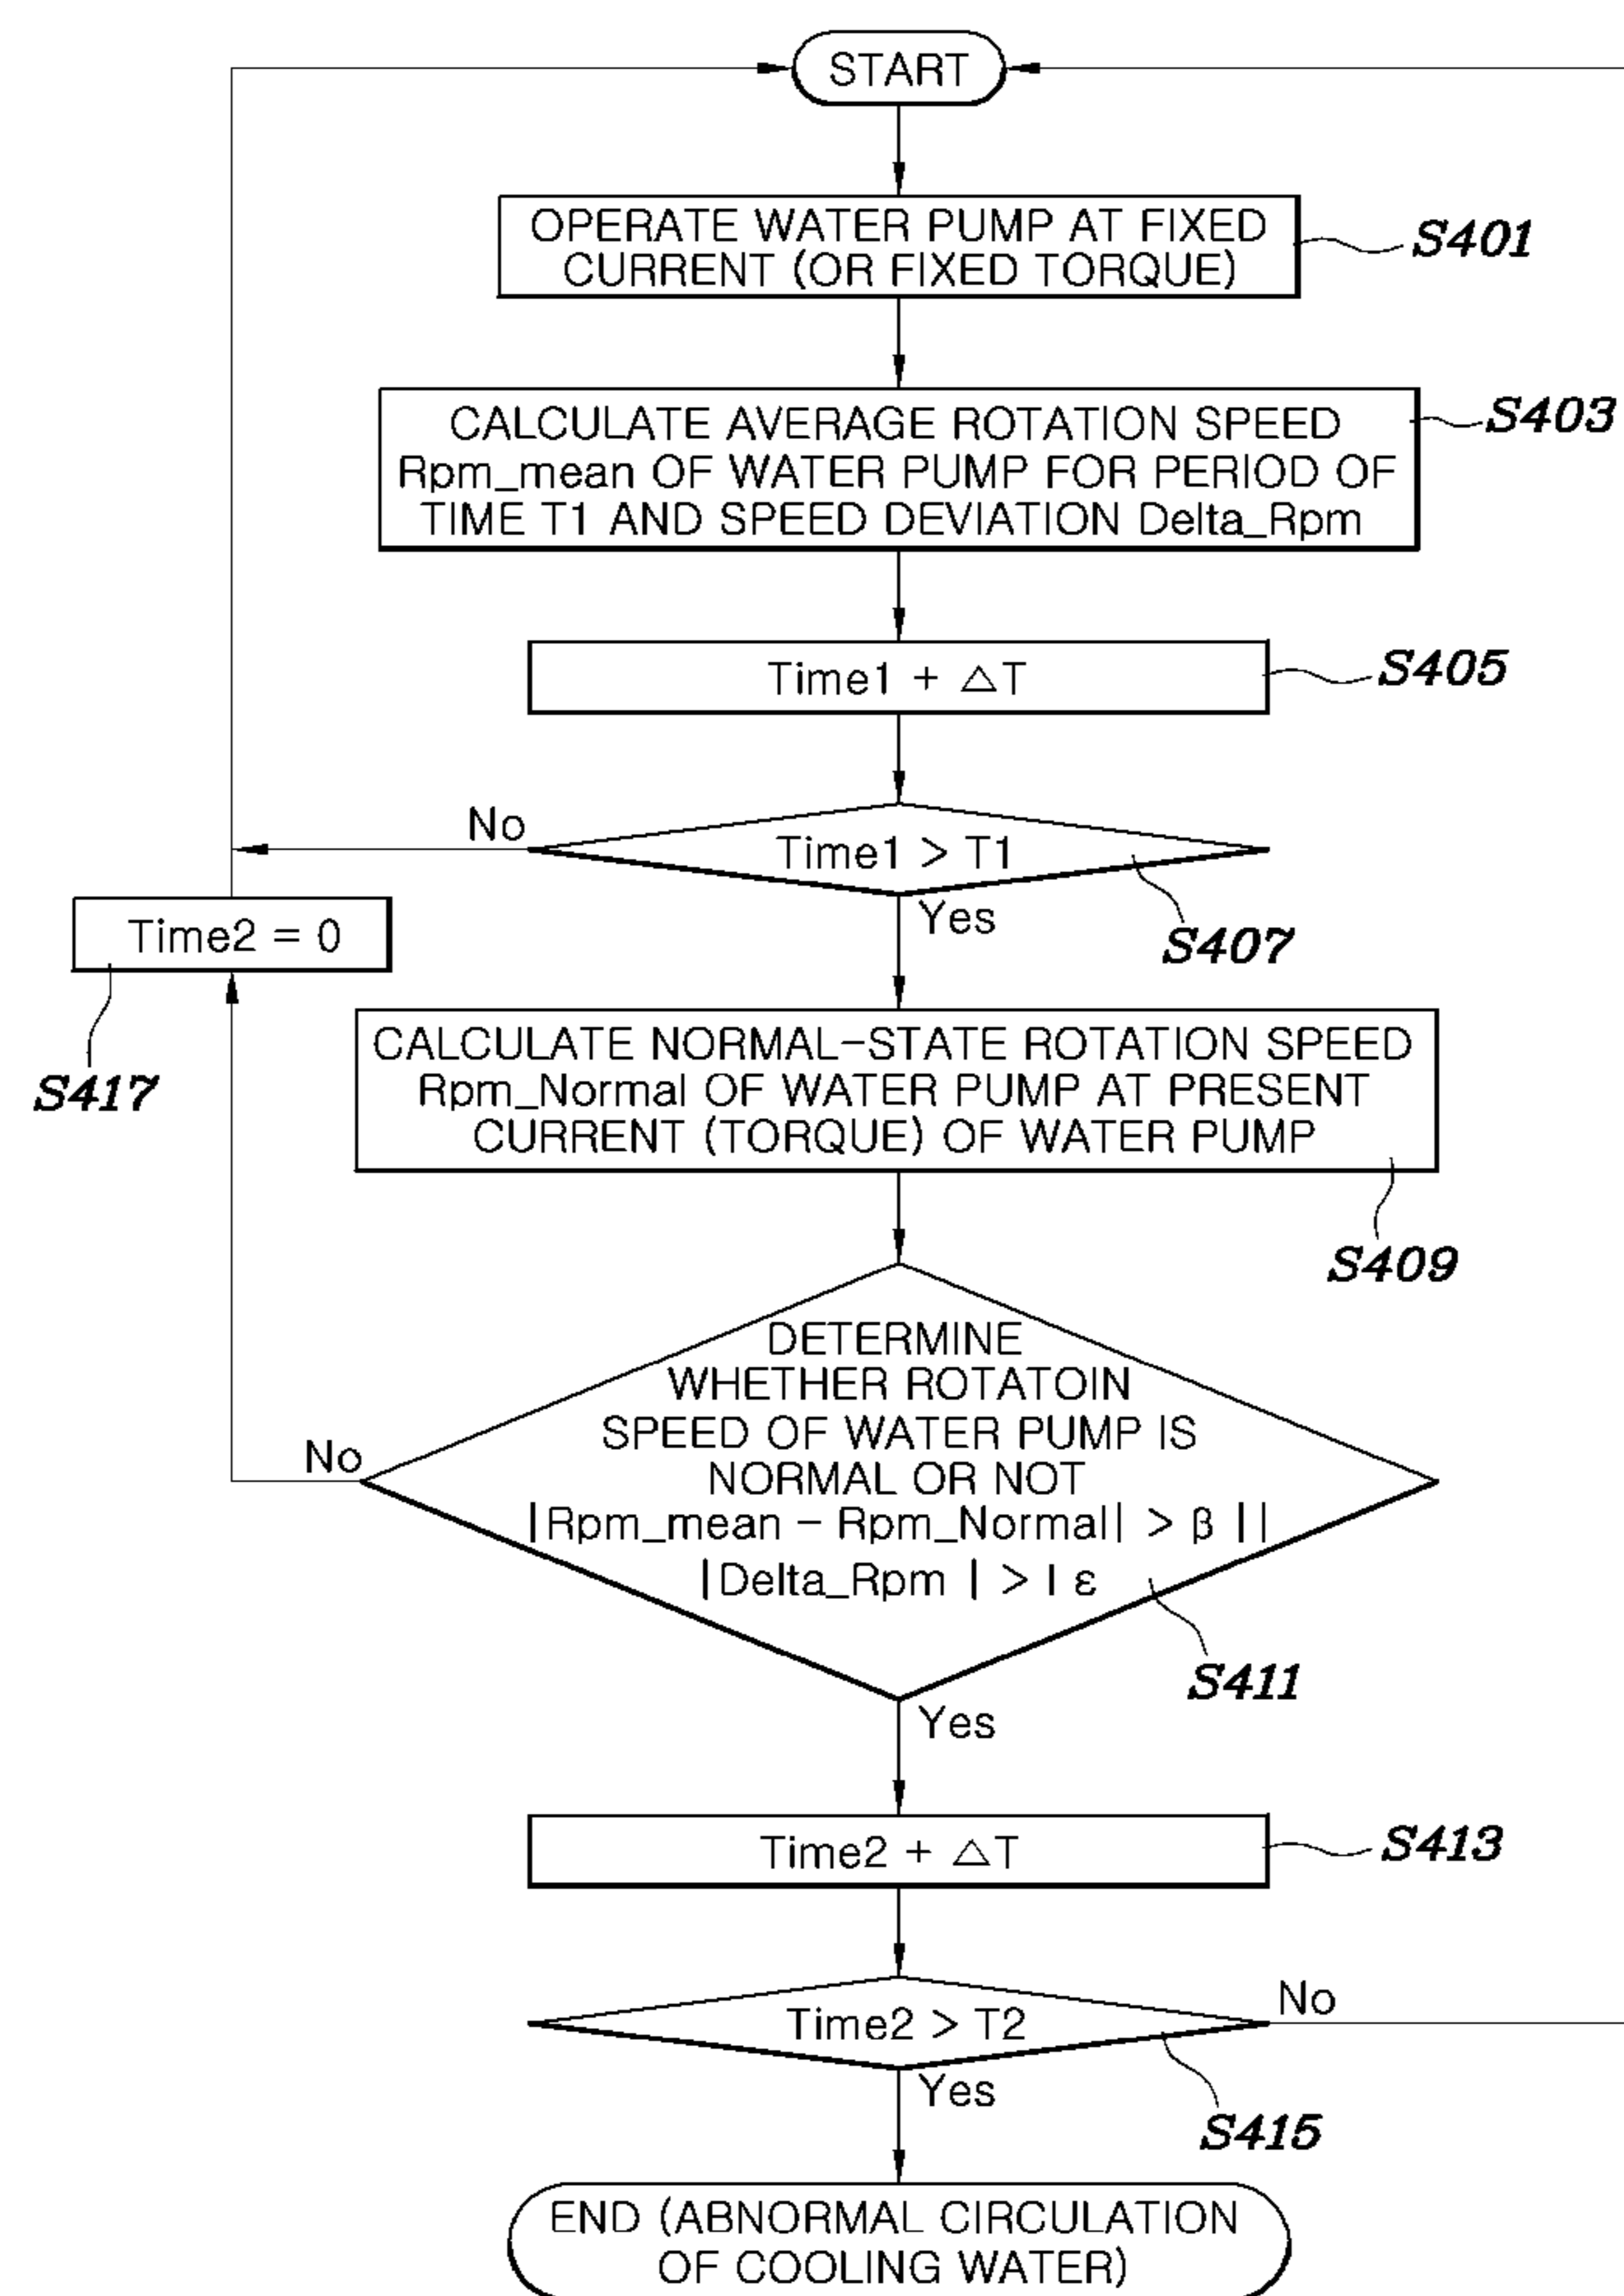 START
OPERATE WATER PUMP AT FIXED
CURRENT (OR FIXED TORQUE)
S401
CALCULATE AVERAGE ROTATION SPEED
Rpm_mean OF WATER PUMP FOR PERIOD OF
TIME T1 AND SPEED DEVIATION Delta_Rpm
S403
Time1 + △T
S405
No
Time1 > T1
Yes
S407
Time2 = 0
S417
CALCULATE NORMAL-STATE ROTATION SPEED
Rpm_Normal OF WATER PUMP AT PRESENT
CURRENT (TORQUE) OF WATER PUMP
S409
DETERMINE
WHETHER ROTATOIN
SPEED OF WATER PUMP IS
NORMAL OR NOT
|Rpm_mean - Rpm_Normal| > β ||
|Delta_Rpm | > I ε
No
S411
Yes
Time2 + △T
S413
Time2 > T2
No
Yes
S415
END (ABNORMAL CIRCULATION
OF COOLING WATER)